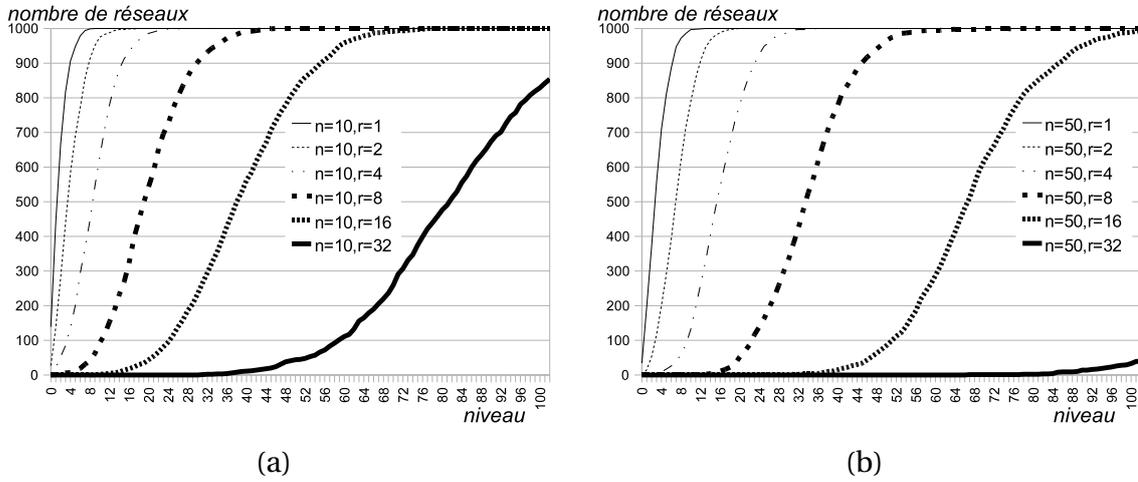 nombre de réseaux
1000
900
800
700
600
500
400
300
200
100
0
n=10,r=1
n=10,r=2
n=10,r=4
n=10,r=8
n=10,r=16
n=10,r=32
0 4 8 12 16 20 24 28 32 36 40 44 48 52 56 60 64 68 72 76 80 84 88 92 96 100
niveau
(a)
nombre de réseaux
1000
900
800
700
600
500
400
300
200
100
0
n=50,r=1
n=50,r=2
n=50,r=4
n=50,r=8
n=50,r=16
n=50,r=32
0 4 8 12 16 20 24 28 32 36 40 44 48 52 56 60 64 68 72 76 80 84 88 92 96 100
niveau
(b)